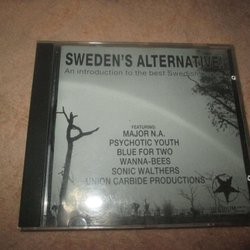 SWEDEN'S ALTERNATIVE
An introduction to the best Swedish
FEATURING:
MAJOR N.A.
PSYCHOTIC YOUTH
BLUE FOR TWO
WANNA-BEES
SONIC WALTHERS
UNION CARBIDE PRODUCTIONS